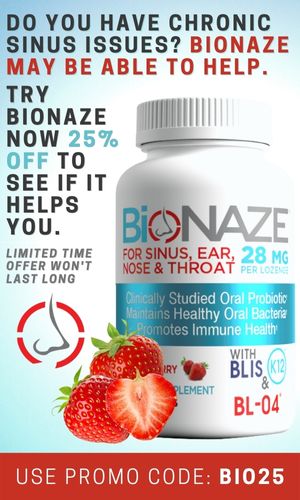 DO YOU HAVE CHRONIC
SINUS ISSUES? BIONAZE
MAY BE ABLE TO HELP.
TRY
BIONAZE
NOW 25%
OFF TO
SEE IF IT
HELPS
YOU.
LIMITED TIME
OFFER WON'T
LAST LONG
BiONAZE
FOR SINUS, EAR,
NOSE & THROAT
28 MG
PER LOZENGE
Clinically Studied Oral Probiotic
Maintains Healthy Oral Bacteria
Promotes Immune Health
WITH
BLIS K12
&
BL-04
USE PROMO CODE: BIO25